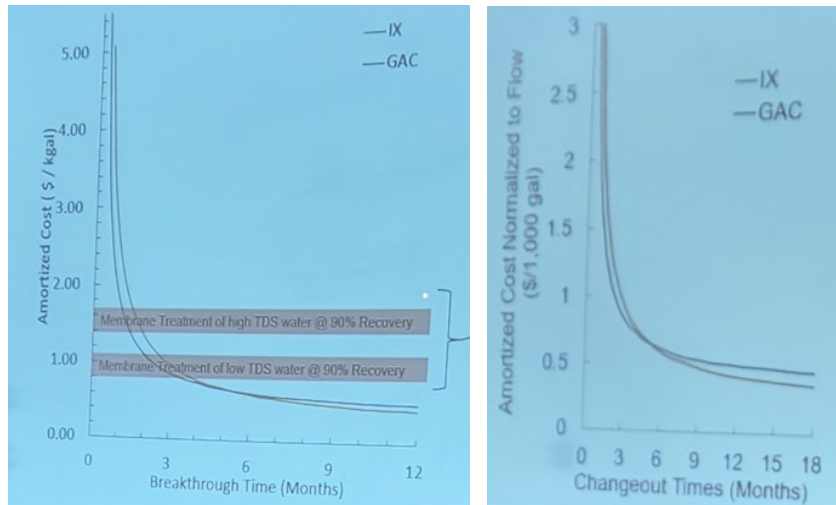 Amortized Cost ( $ / kgal)
5.00
4.00
3.00
2.00
1.00
0.00
IX
GAC
Membrane Treatment of high TDS water @ 90% Recovery
Membrane Treatment of low TDS water @ 90% Recovery
0 3 6 9 12
Breakthrough Time (Months)
Amortized Cost Normalized to Flow
($/1,000 gal)
3
2.5
2
1.5
1
0.5
0
IX
GAC
0 3 6 9 12 15 18
Changeout Times (Months)